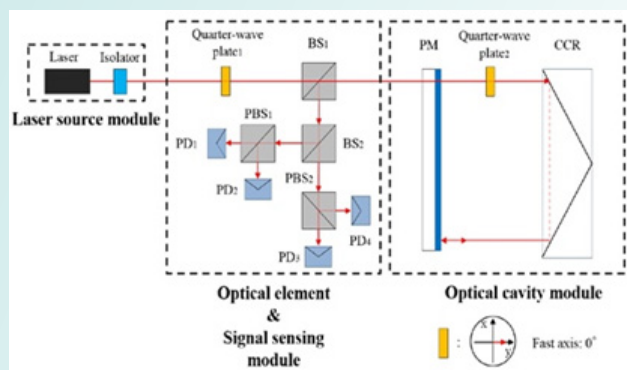 Laser
Isolator
Laser source module
Quarter-wave
plate1
BS1
PBS1
PD1
BS2
PD2
PBS2
PD4
PD3
Optical element
&
Signal sensing
module
PM
Quarter-wave
plate2
CCR
Optical cavity module
: x y Fast axis: 0°